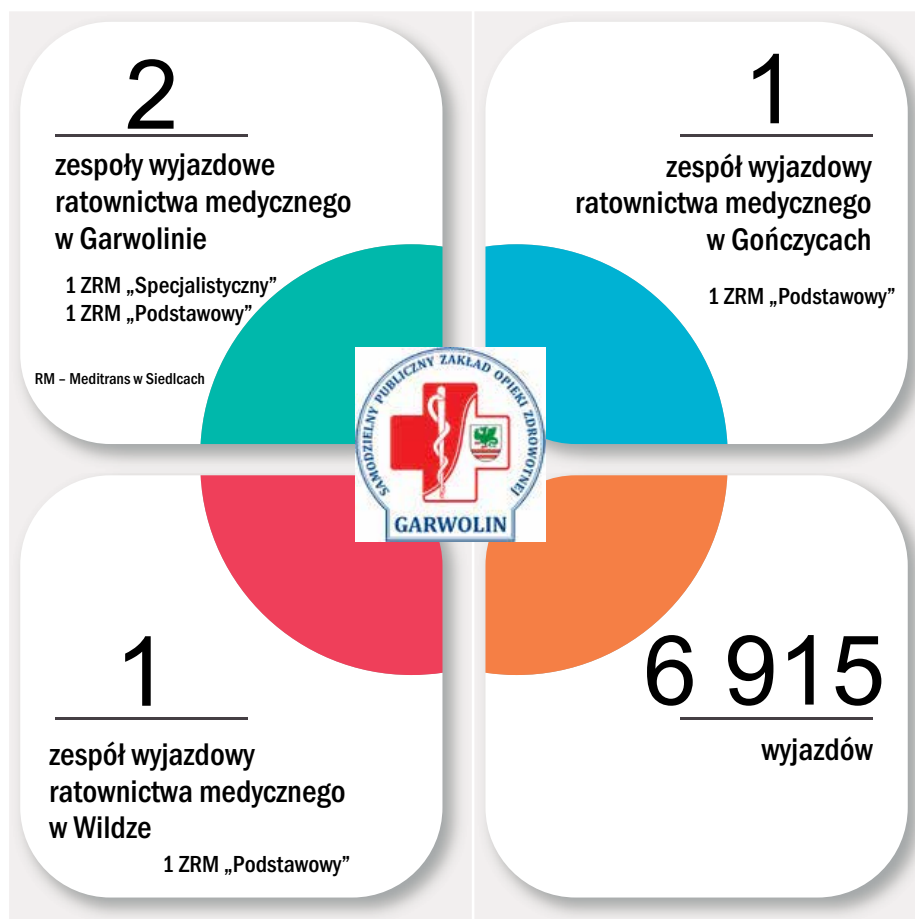 2
zespoły wyjazdowe
ratownictwa medycznego
w Garwolinie
1 ZRM „Specjalistyczny”
1 ZRM „Podstawowy”
RM – Meditrans w Siedlcach
1
zespół wyjazdowy
ratownictwa medycznego
w Gończycach
1 ZRM „Podstawowy”
SAMODZIELNY PUBLICZNY ZAKŁAD OPIEKI ZDROWOTNEJ
GARWOLIN
1
zespół wyjazdowy
ratownictwa medycznego
w Wildze
1 ZRM „Podstawowy”
6 915
wyjazdów